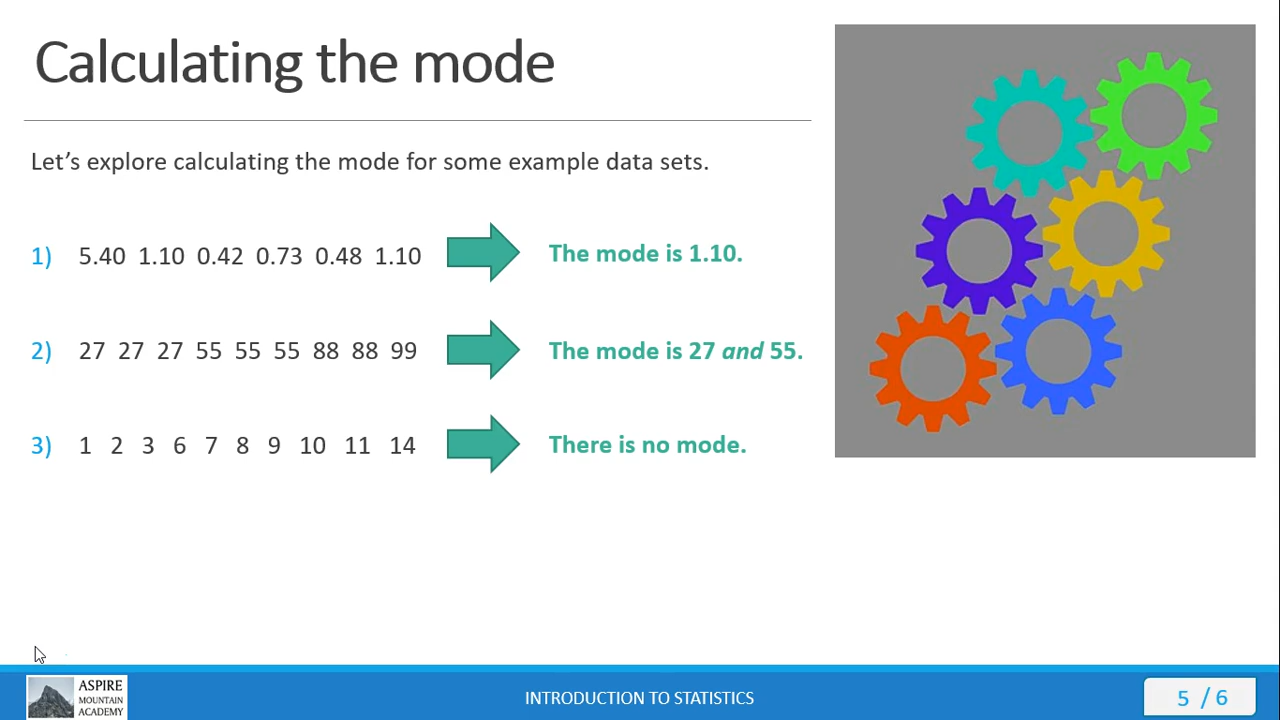 Calculating the mode
Let's explore calculating the mode for some example data sets.
1) 5.40 1.10 0.42 0.73 0.48 1.10 The mode is 1.10.
2) 27 27 27 55 55 55 88 88 99 The mode is 27 and 55.
3) 1 2 3 6 7 8 9 10 11 14 There is no mode.
ASPIRE
MOUNTAIN
ACADEMY
INTRODUCTION TO STATISTICS
5 / 6